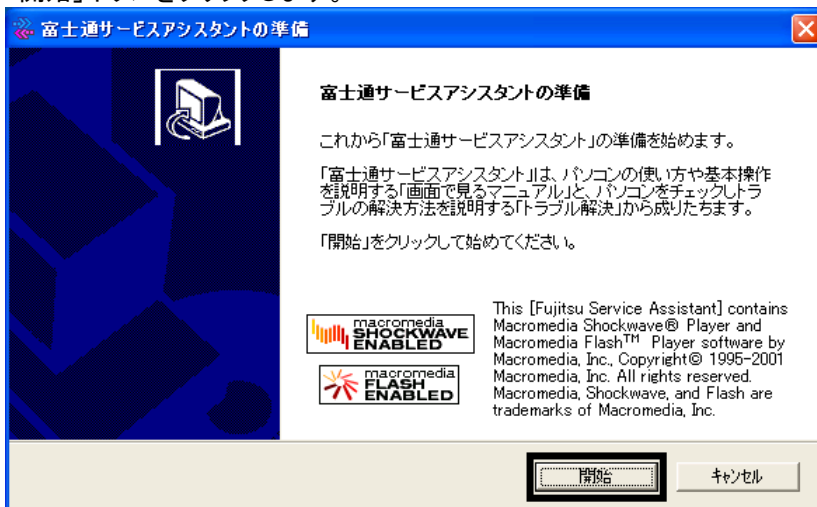 「開始」ボタンをクリックします。
富士通サービスアシスタントの準備
富士通サービスアシスタントの準備
これから「富士通サービスアシスタント」の準備を始めます。
「富士通サービスアシスタント」は、パソコンの使い方や基本操作
を説明する「画面で見るマニュアル」と、パソコンをチェックしトラ
ブルの解決方法を説明する「トラブル解決」から成りたちます。
「開始」をクリックして始めてください。
macromedia
SHOCKWAVE
ENABLED
macromedia
FLASH
ENABLED
This [Fujitsu Service Assistant] contains
Macromedia Shockwave® Player and
Macromedia Flash™ Player software by
Macromedia, Inc., Copyright© 1995-2001
Macromedia, Inc. All rights reserved.
Macromedia, Shockwave, and Flash are
trademarks of Macromedia, Inc.
開始
キャンセル